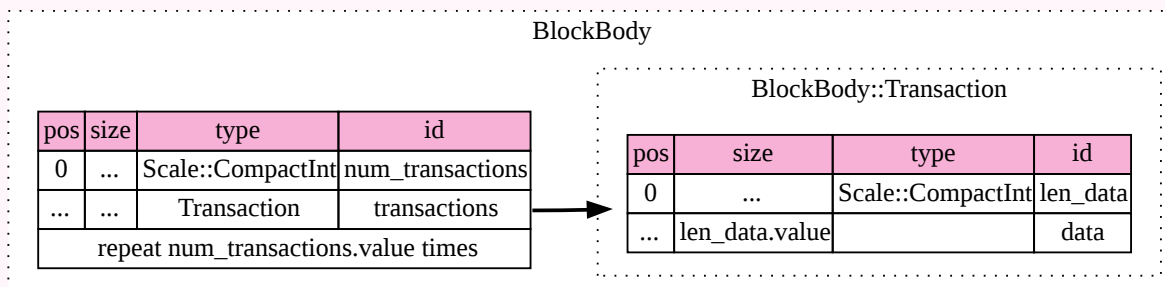 BlockBody
pos size type id
0 ... Scale::CompactInt num_transactions
... ... Transaction transactions
repeat num_transactions.value times
BlockBody::Transaction
pos size type id
0 ... Scale::CompactInt len_data
... len_data.value data